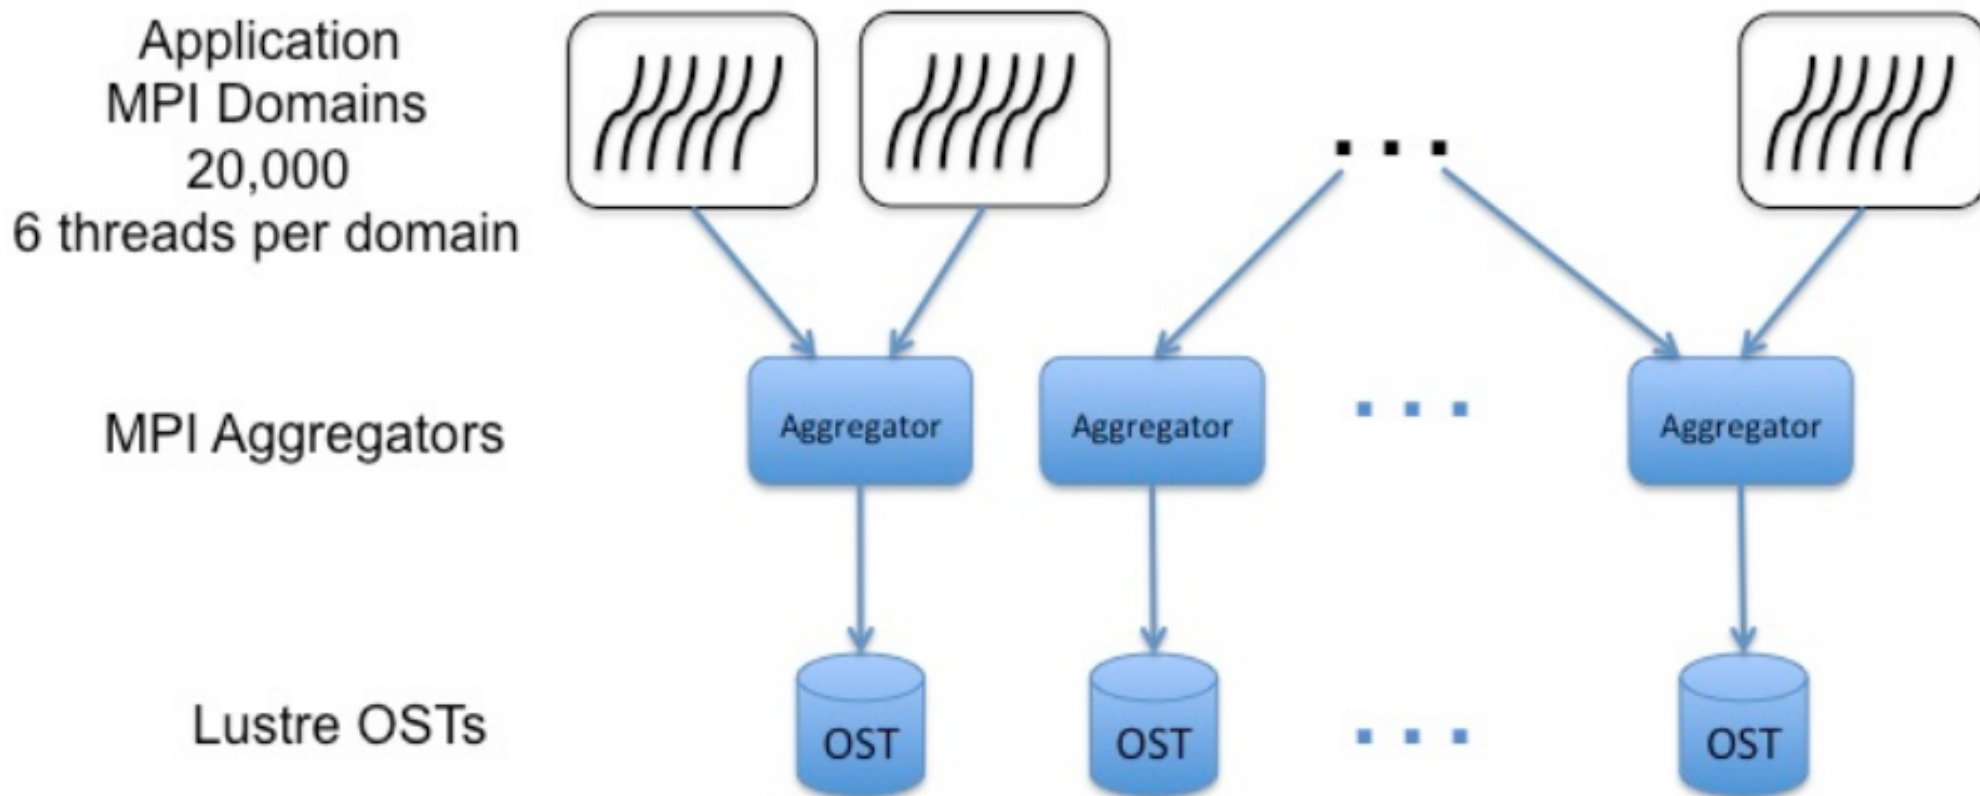 Application
MPI Domains
20,000
6 threads per domain
MPI Aggregators
Aggregator
Aggregator
Aggregator
Lustre OSTs
OST
OST
OST